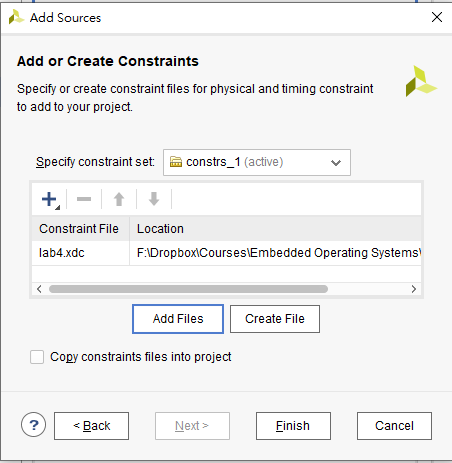 Add Sources
Add or Create Constraints
Specify or create constraint files for physical and timing constraint
to add to your project.
Specify constraint set: constrs_1 (active)
Constraint File Location
lab4.xdc F:\Dropbox\Courses\Embedded Operating Systems\
Add Files Create File
Copy constraints files into project
? < Back Next > Finish Cancel